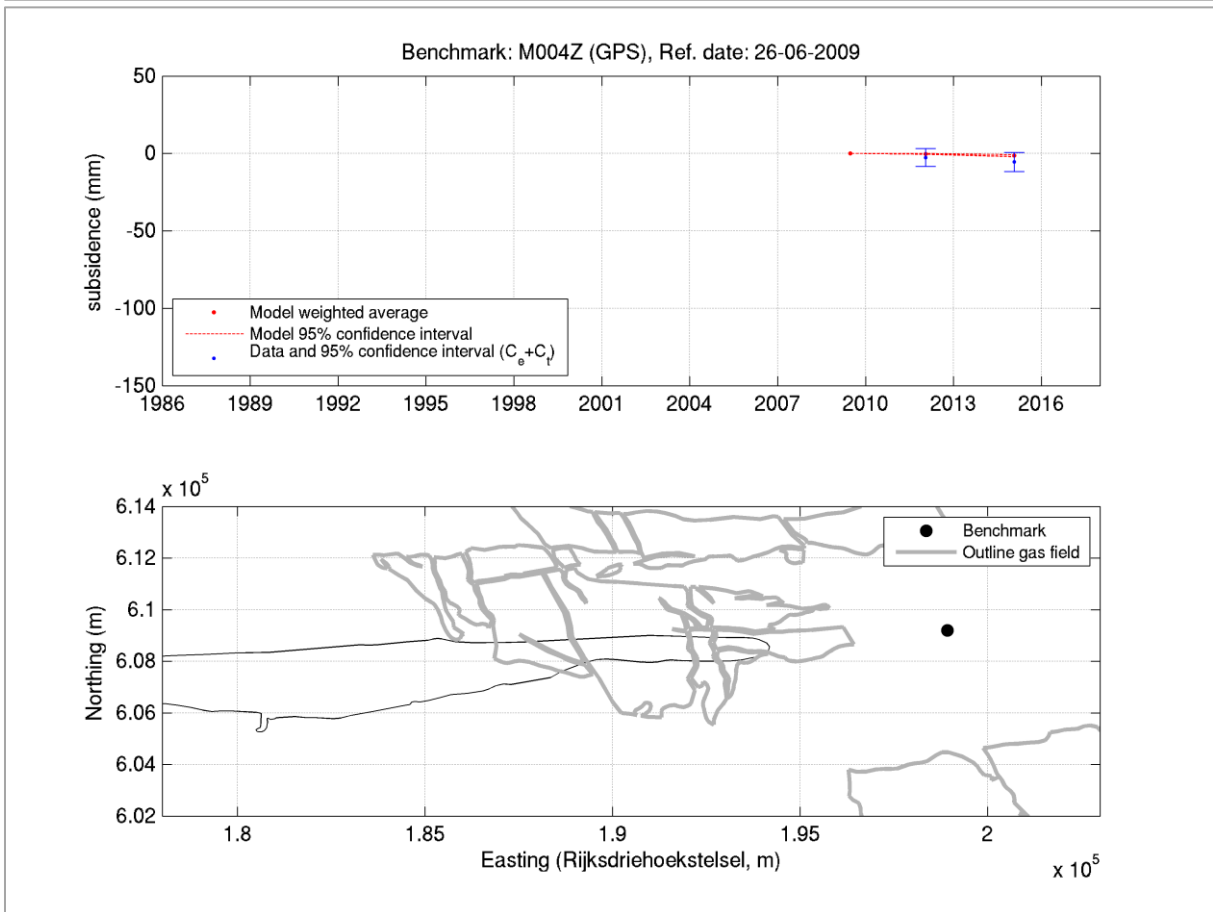 Benchmark: M004Z (GPS), Ref. date: 26-06-2009
50
0
-50
-100
-150
subsidence (mm)
Model weighted average
Model 95% confidence interval
Data and 95% confidence interval (C_e+C_t)
1986 1989 1992 1995 1998 2001 2004 2007 2010 2013 2016
x 10^5
6.14
6.12
6.1
6.08
6.06
6.04
6.02
Northing (m)
Benchmark
Outline gas field
1.8 1.85 1.9 1.95 2
Easting (Rijksdriehoekstelsel, m)
x 10^5